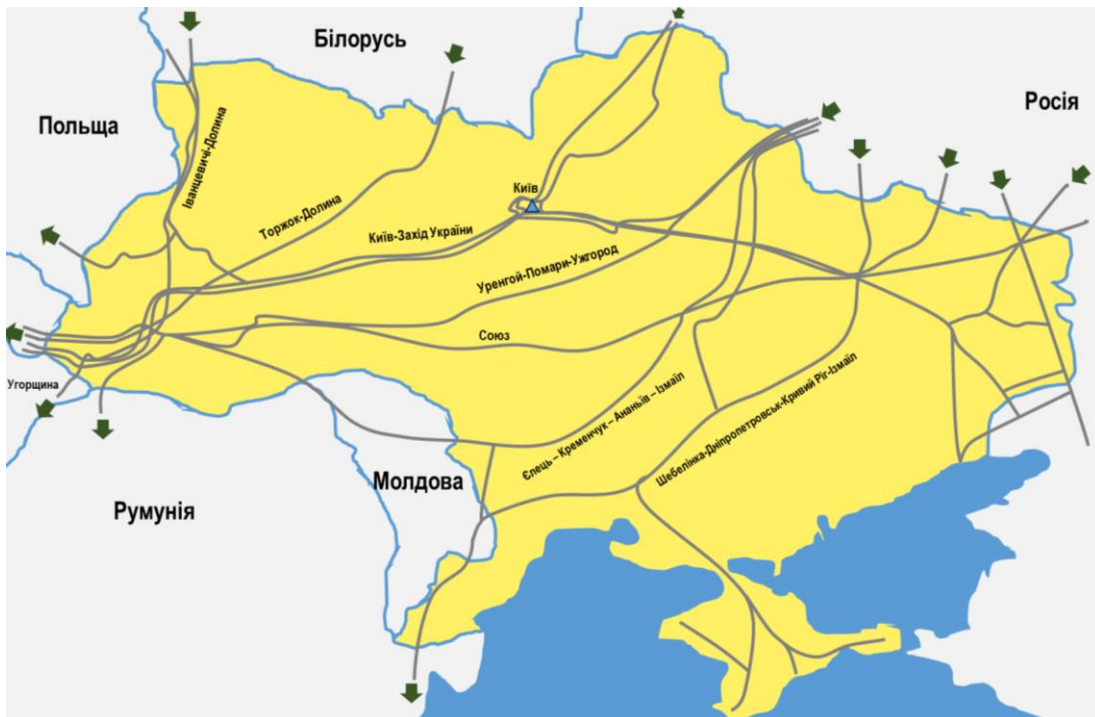 Білорусь
Росія
Польща
Іванцевичі-Долина
Торжок-Долина
Київ
Київ-Захід України
Уренгой-Помари-Ужгород
Союз
Угорщина
Єлець – Кременчук – Ананьїв – Ізмаїл
Шебелінка-Дніпропетровськ-Кривий Ріг-Ізмаїл
Молдова
Румунія